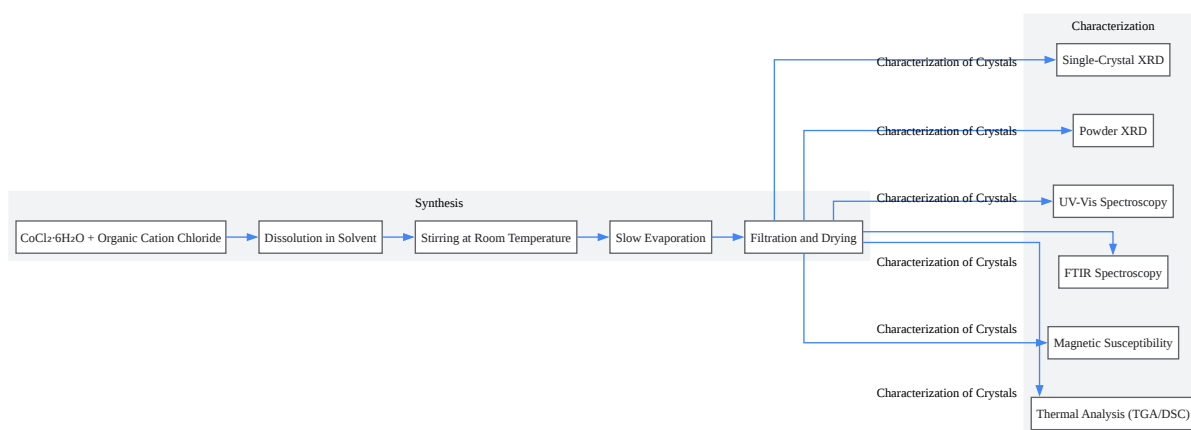 Characterization
Characterization of Crystals
Single-Crystal XRD
Characterization of Crystals
Powder XRD
Synthesis
Characterization of Crystals
UV-Vis Spectroscopy
CoCl₂·6H₂O + Organic Cation Chloride
Dissolution in Solvent
Stirring at Room Temperature
Slow Evaporation
Filtration and Drying
Characterization of Crystals
FTIR Spectroscopy
Characterization of Crystals
Magnetic Susceptibility
Characterization of Crystals
Thermal Analysis (TGA/DSC)